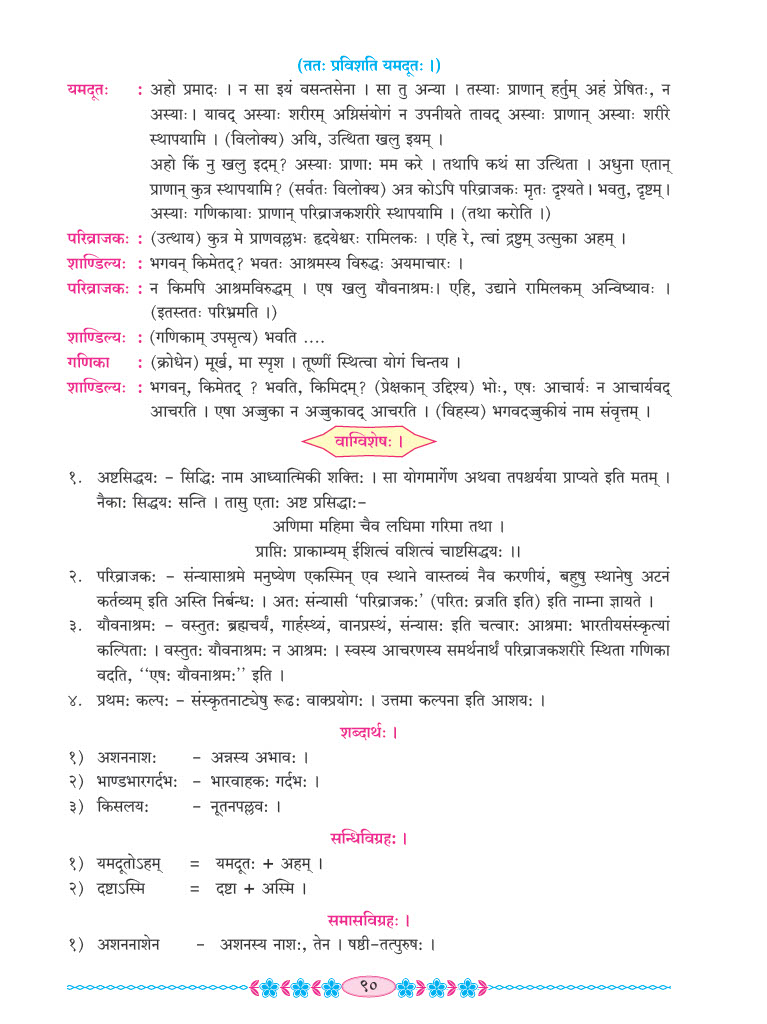 (ततः प्रविशति यमदूतः ।)
यमदूतः : अहो प्रमादः । न सा इयं वसन्तसेना । सा तु अन्या । तस्याः प्राणान् हर्तुम् अहं प्रेषितः, न
अस्याः। यावद् अस्याः शरीरम् अग्निसंयोगं न उपनीयते तावद् अस्याः प्राणान् अस्याः शरीरे
स्थापयामि । (विलोक्य) अयि, उत्थिता खलु इयम् ।
अहो किं नु खलु इदम्? अस्याः प्राणाः मम करे । तथापि कथं सा उत्थिता । अधुना एतान्
प्राणान् कुत्र स्थापयामि? (सर्वतः विलोक्य) अत्र कोऽपि परिव्राजकः मृतः दृश्यते। भवतु, दृष्टम्।
अस्याः गणिकायाः प्राणान् परिव्राजकशरीरे स्थापयामि । (तथा करोति ।)
परिव्राजकः : (उत्थाय) कुत्र मे प्राणवल्लभः हृदयेश्वरः रामिलकः । एहि रे, त्वां द्रष्टुम् उत्सुका अहम् ।
शाण्डिल्यः : भगवन् किमेतद्? भवतः आश्रमस्य विरुद्धः अयमाचारः ।
परिव्राजकः : न किमपि आश्रमविरुद्धम् । एष खलु यौवनाश्रमः। एहि, उद्याने रामिलकम् अन्विष्यावः ।
(इतस्ततः परिभ्रमति ।)
शाण्डिल्यः : (गणिकाम् उपसृत्य) भवति ....
गणिका : (क्रोधेन) मूर्ख, मा स्पृश । तूष्णीं स्थित्वा योगं चिन्तय ।
शाण्डिल्यः : भगवन्, किमेतद् ? भवति, किमिदम्? (प्रेक्षकान् उद्दिश्य) भोः, एषः आचार्यः न आचार्यवद्
आचरति । एषा अज्जुका न अज्जुकावद् आचरति । (विहस्य) भगवदज्जुकीयं नाम संवृत्तम् ।
वाग्विशेषः ।
१. अष्टसिद्धयः – सिद्धिः नाम आध्यात्मिकी शक्तिः । सा योगमार्गेण अथवा तपश्चर्यया प्राप्यते इति मतम् ।
नैकाः सिद्धयः सन्ति । तासु एताः अष्ट प्रसिद्धाः–
अणिमा महिमा चैव लघिमा गरिमा तथा ।
प्राप्तिः प्राकाम्यम् ईशित्वं वशित्वं चाष्टसिद्धयः ।।
२. परिव्राजकः – संन्यासाश्रमे मनुष्येण एकस्मिन् एव स्थाने वास्तव्यं नैव करणीयं, बहुषु स्थानेषु अटनं
कर्तव्यम् इति अस्ति निर्बन्धः । अतः संन्यासी ‘परिव्राजकः’ (परितः व्रजति इति) इति नाम्ना ज्ञायते ।
३. यौवनाश्रमः – वस्तुतः ब्रह्मचर्यं, गार्हस्थ्यं, वानप्रस्थं, संन्यासः इति चत्वारः आश्रमाः भारतीयसंस्कृत्यां
कल्पिताः । वस्तुतः यौवनाश्रमः न आश्रमः । स्वस्य आचरणस्य समर्थनार्थं परिव्राजकशरीरे स्थिता गणिका
वदति, ‘‘एषः यौवनाश्रमः’’ इति ।
४. प्रथमः कल्पः – संस्कृतनाट्येषु रूढः वाक्प्रयोगः । उत्तमा कल्पना इति आशयः ।
शब्दार्थः ।
१) अशननाशः – अन्नस्य अभावः ।
२) भाण्डभारगर्दभः – भारवाहकः गर्दभः ।
३) किसलयः – नूतनपल्लवः ।
सन्धिविग्रहः ।
१) यमदूतोऽहम् = यमदूतः + अहम् ।
२) दष्टाऽस्मि = दष्टा + अस्मि ।
समासविग्रहः ।
१) अशननाशेन – अशनस्य नाशः, तेन । षष्ठी–तत्पुरुषः ।
९०